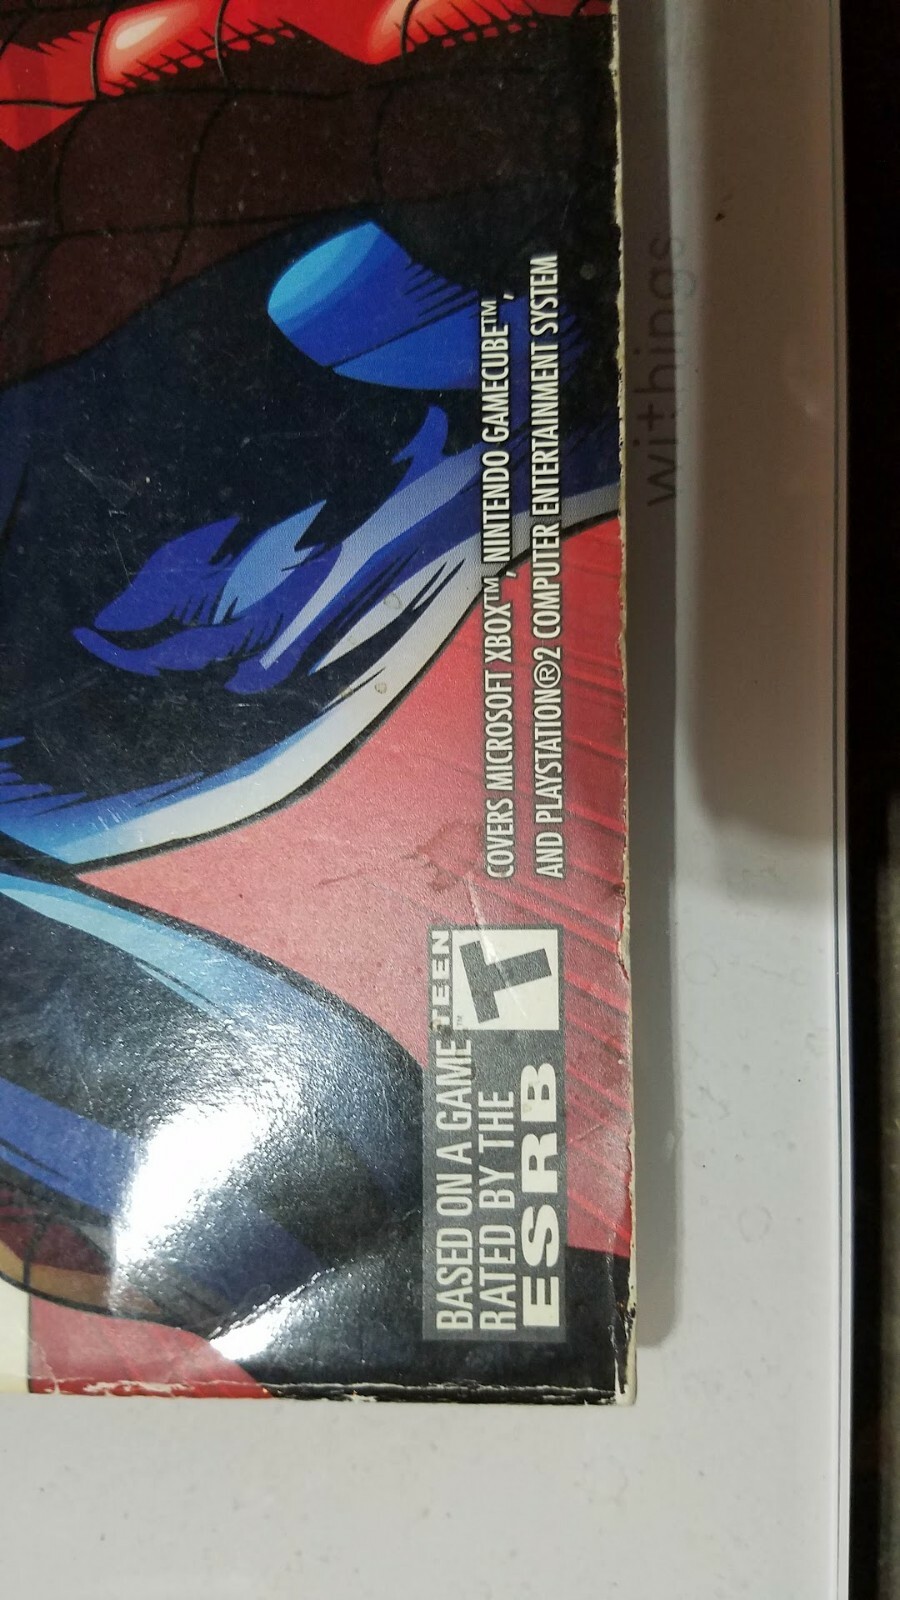 BASED ON A GAME
RATED BY THE
ESRB
TEEN
™
T
COVERS MICROSOFT XBOX™, NINTENDO GAMECUBE™,
AND PLAYSTATION®2 COMPUTER ENTERTAINMENT SYSTEM
withings